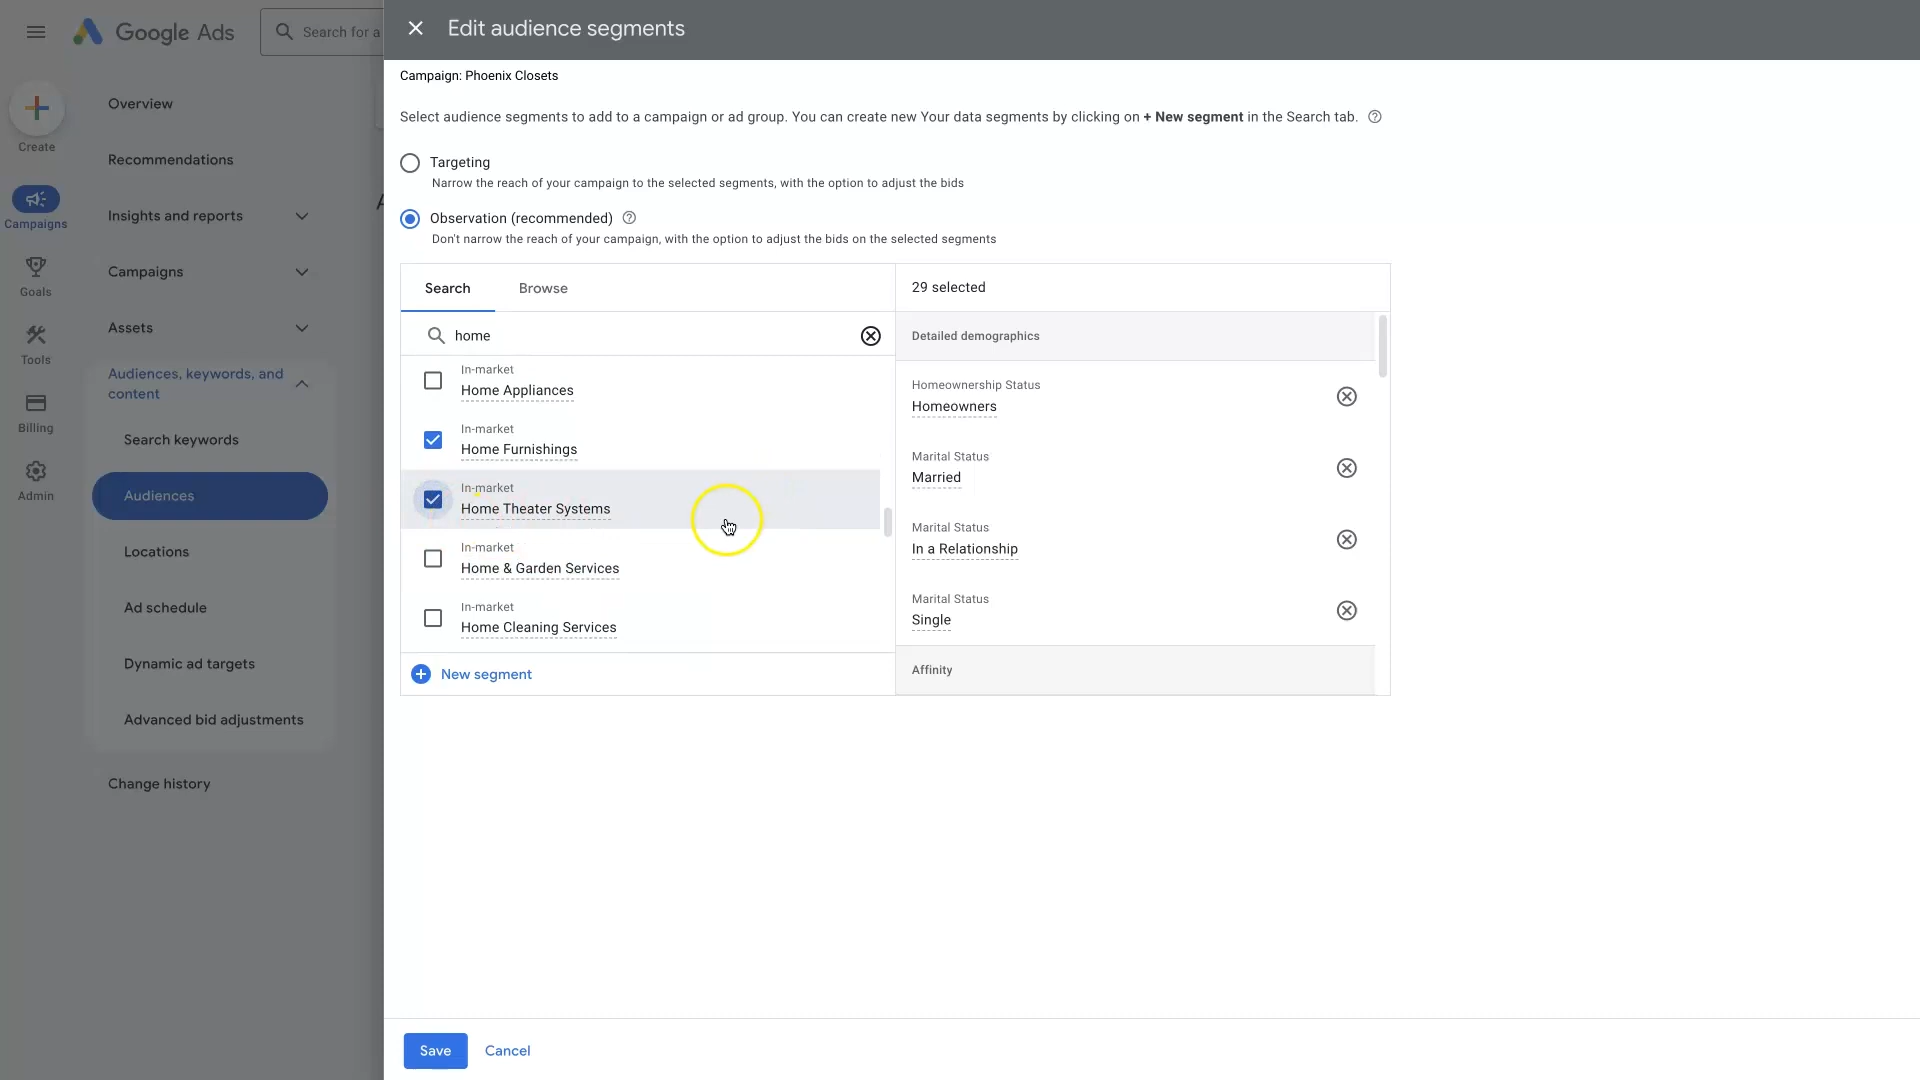 Google Ads
Search for a
Edit audience segments
Campaign: Phoenix Closets
Select audience segments to add to a campaign or ad group. You can create new Your data segments by clicking on + New segment in the Search tab.
Targeting
Narrow the reach of your campaign to the selected segments, with the option to adjust the bids
Observation (recommended)
Don't narrow the reach of your campaign, with the option to adjust the bids on the selected segments
Create
Campaigns
Goals
Tools
Billing
Admin
Overview
Recommendations
Insights and reports
Campaigns
Assets
Audiences, keywords, and
content
Search keywords
Audiences
Locations
Ad schedule
Dynamic ad targets
Advanced bid adjustments
Change history
Search
Browse
home
In-market
Home Appliances
In-market
Home Furnishings
In-market
Home Theater Systems
In-market
Home & Garden Services
In-market
Home Cleaning Services
New segment
29 selected
Detailed demographics
Homeownership Status
Homeowners
Marital Status
Married
Marital Status
In a Relationship
Marital Status
Single
Affinity
Save
Cancel